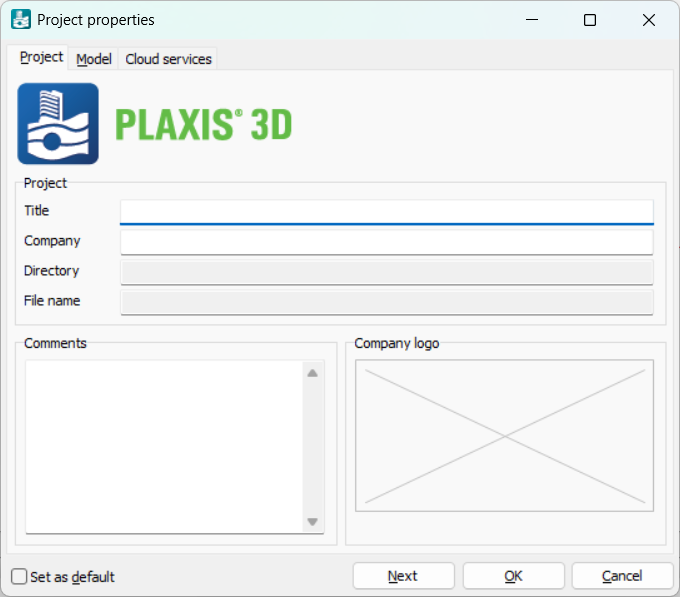 Project properties
Project Model Cloud services
PLAXIS® 3D
Project
Title
Company
Directory
File name
Comments
Company logo
Set as default
Next
OK
Cancel